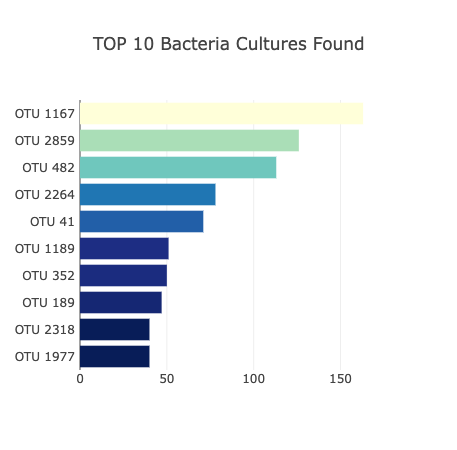 TOP 10 Bacteria Cultures Found
OTU 1167
OTU 2859
OTU 482
OTU 2264
OTU 41
OTU 1189
OTU 352
OTU 189
OTU 2318
OTU 1977
0 50 100 150